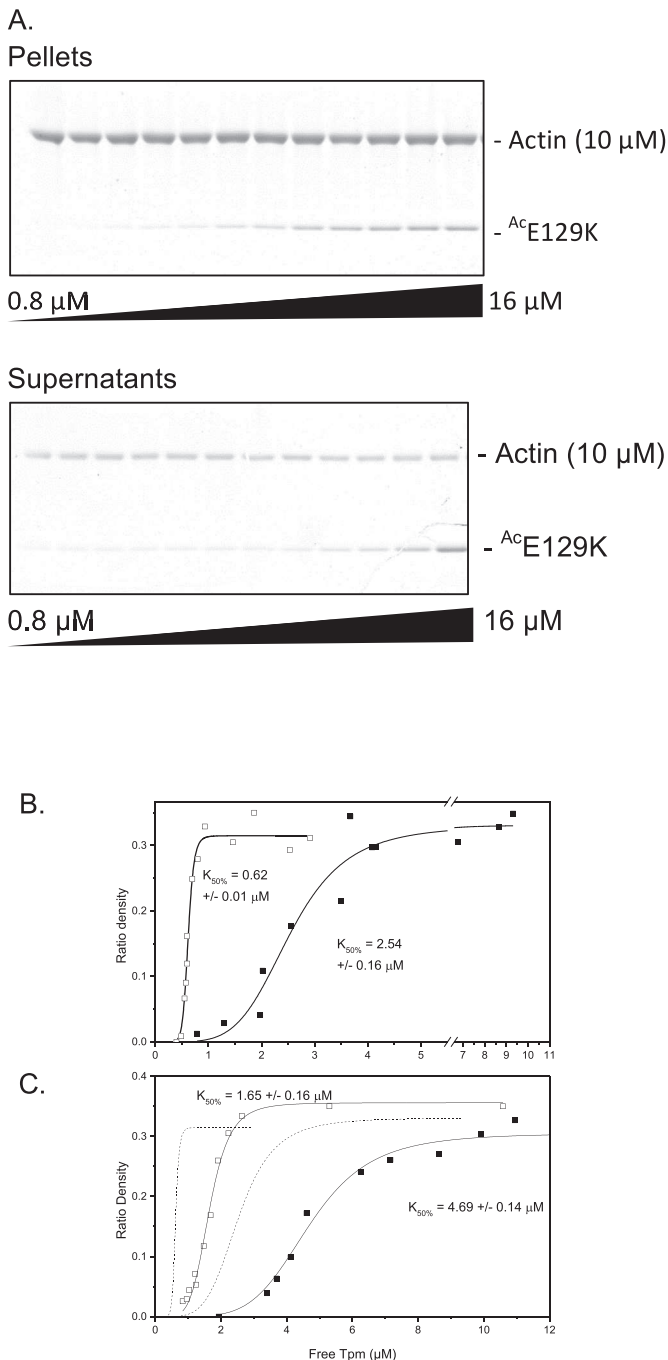 A.
Pellets
- Actin (10 µM)
- AcE129K
0.8 µM
16 µM
Supernatants
- Actin (10 µM)
- AcE129K
0.8 µM
16 µM
B.
Ratio density
0.3
0.2
0.1
0.0
K50% = 0.62
+/- 0.01 µM
K50% = 2.54
+/- 0.16 µM
0 1 2 3 4 5 7 8 9 10 11
C.
Ratio Density
0.4
0.3
0.2
0.1
0.0
K50% = 1.65 +/- 0.16 µM
K50% = 4.69 +/- 0.14 µM
0 2 4 6 8 10 12
Free Tpm (µM)